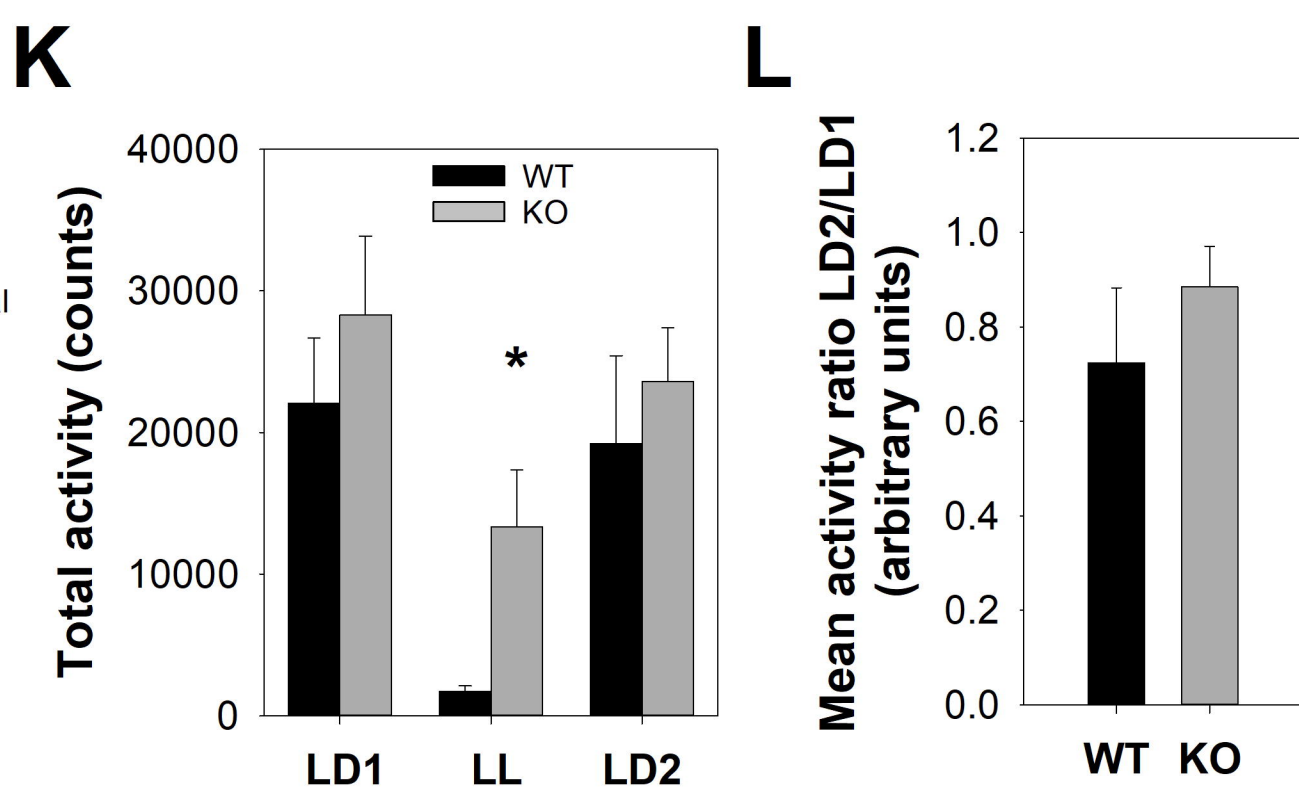 K
Total activity (counts)
40000
30000
20000
10000
0
WT
KO
*
LD1 LL LD2
L
Mean activity ratio LD2/LD1
(arbitrary units)
1.2
1.0
0.8
0.6
0.4
0.2
0.0
WT KO